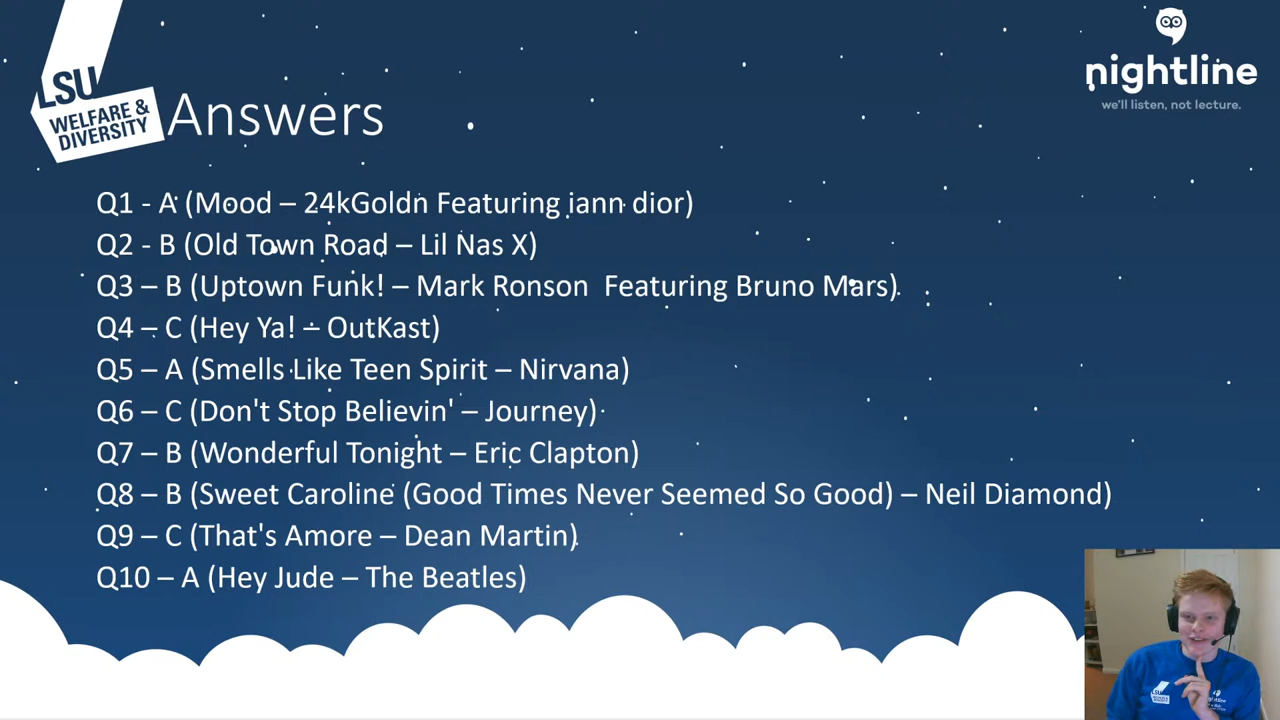 LSU
WELFARE &
DIVERSITY
Answers
nightline
we'll listen, not lecture.
Q1 - A (Mood – 24kGoldn Featuring iann dior)
Q2 - B (Old Town Road – Lil Nas X)
Q3 – B (Uptown Funk! – Mark Ronson  Featuring Bruno Mars)
Q4 – C (Hey Ya! – OutKast)
Q5 – A (Smells Like Teen Spirit – Nirvana)
Q6 – C (Don't Stop Believin' – Journey)
Q7 – B (Wonderful Tonight – Eric Clapton)
Q8 – B (Sweet Caroline (Good Times Never Seemed So Good) – Neil Diamond)
Q9 – C (That's Amore – Dean Martin)
Q10 – A (Hey Jude – The Beatles)
LSU
nightline